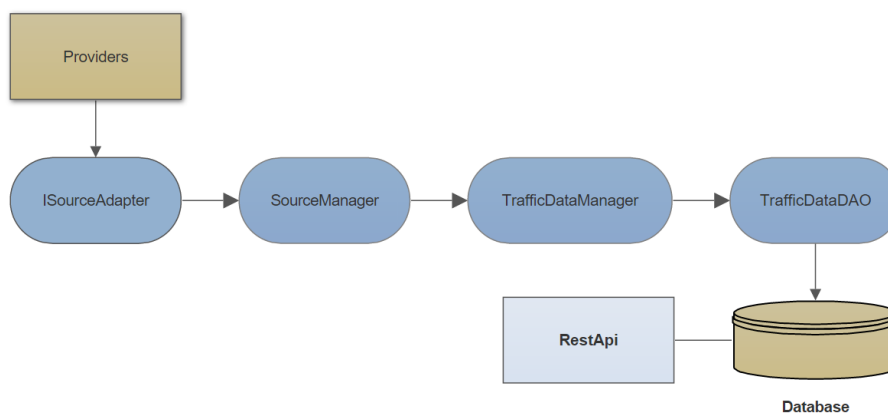 Providers
ISourceAdapter
SourceManager
TrafficDataManager
TrafficDataDAO
RestApi
Database